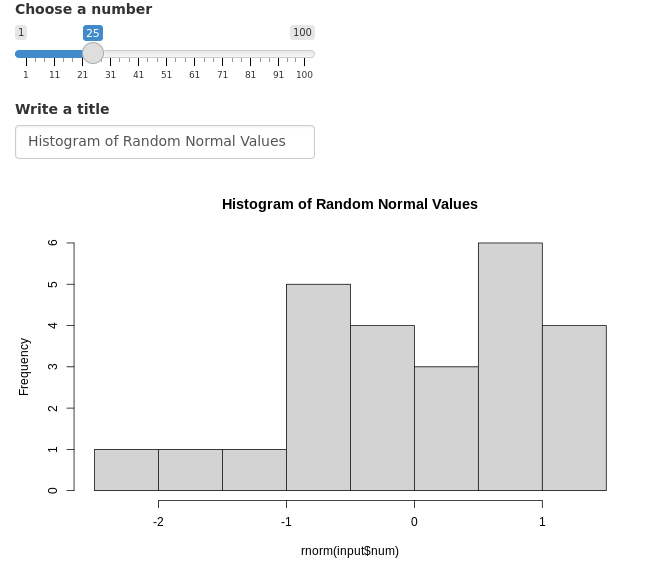 Choose a number
1 25 100
1 11 21 31 41 51 61 71 81 91 100
Write a title
Histogram of Random Normal Values
Histogram of Random Normal Values
6
5
4
3
2
1
0
Frequency
-2 -1 0 1
rnorm(input$num)